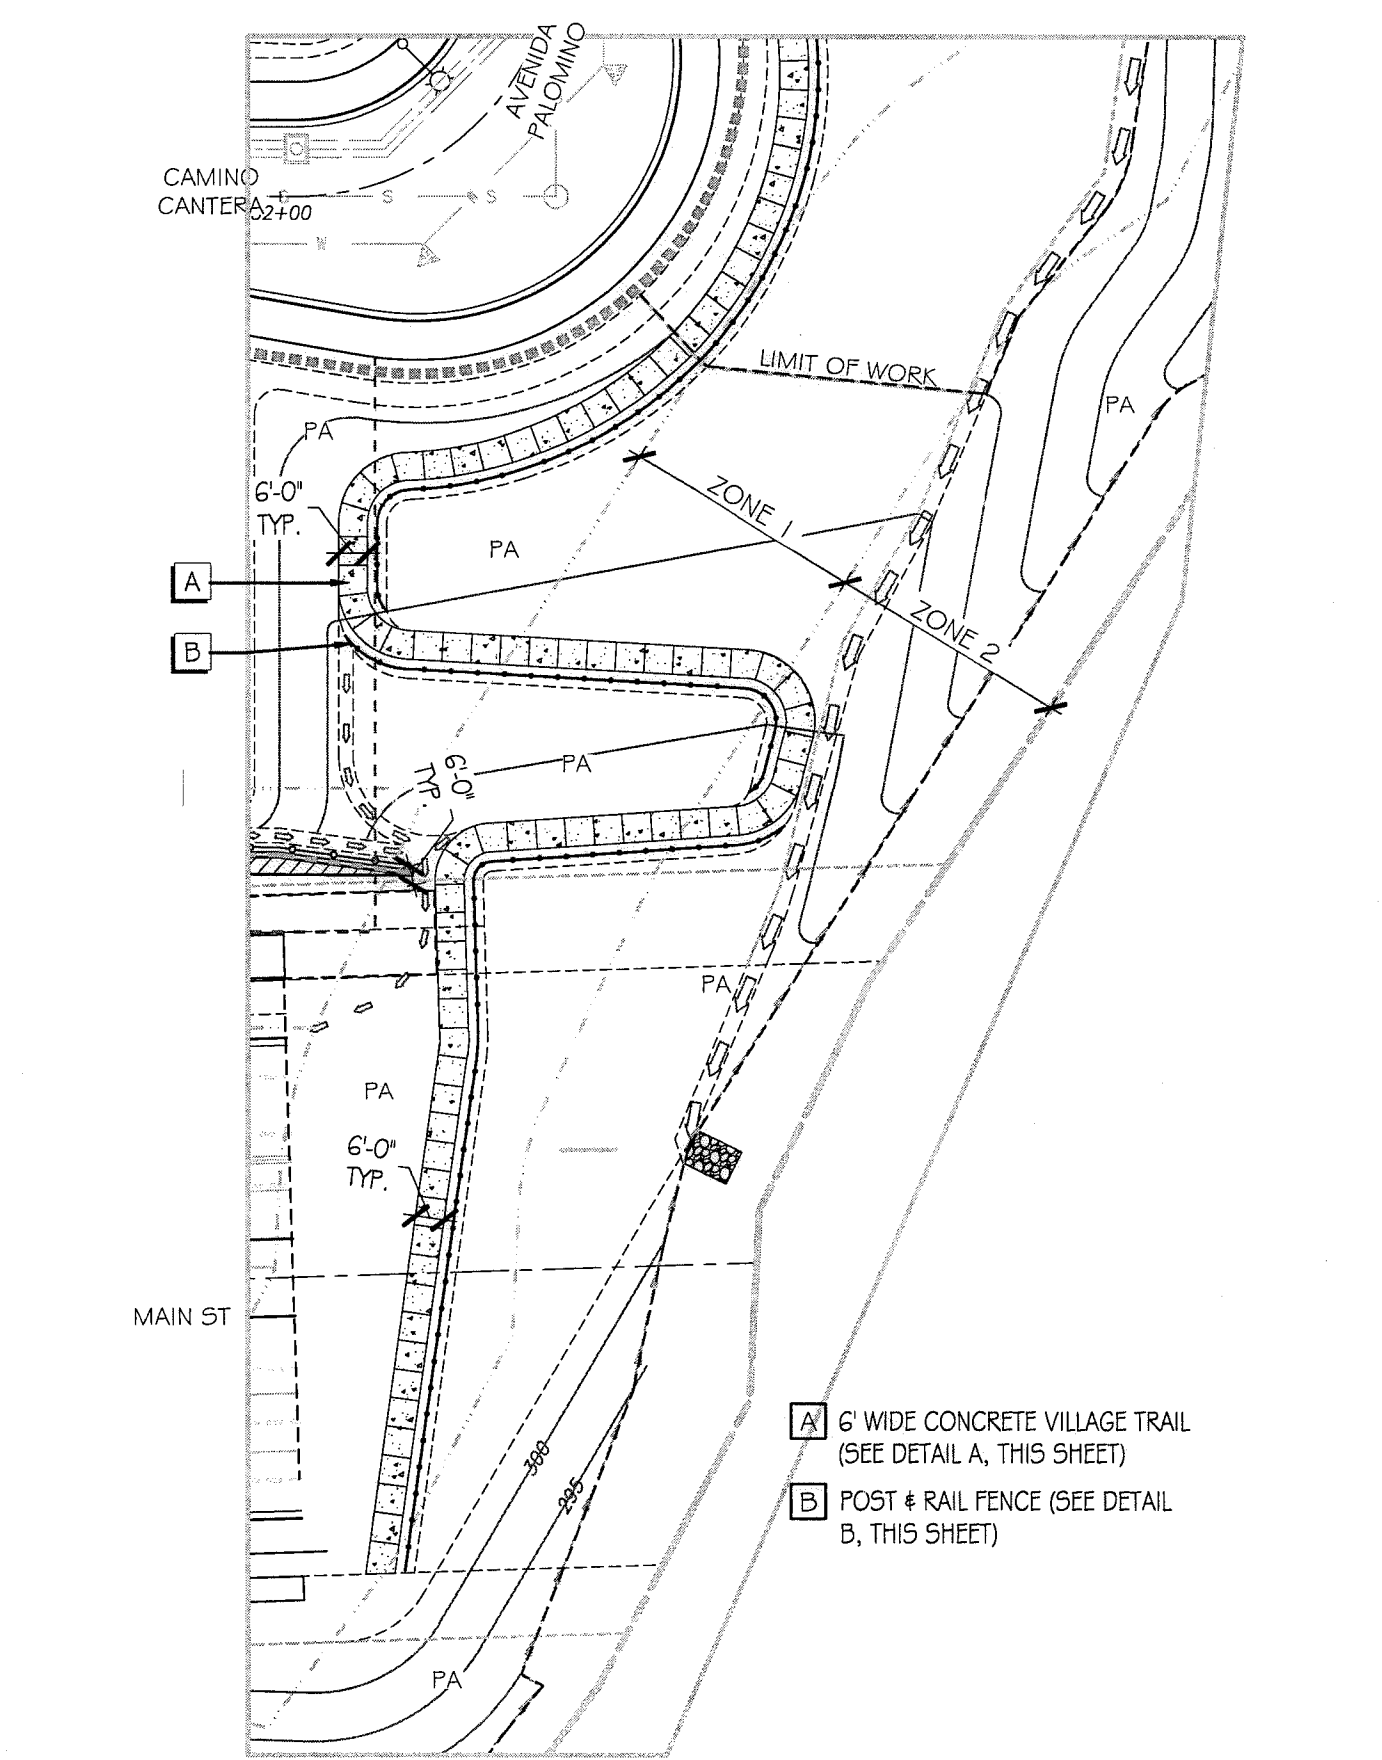 AVENIDA
PALOMINO
CAMINO
CANTERA
52+00
S
S
S
W
LIMIT OF WORK
PA
PA
6'-0"
TYP.
ZONE 1
PA
A
ZONE 2
B
PA
6'-0"
TYP.
PA
PA
6'-0"
TYP.
MAIN ST
A 6' WIDE CONCRETE VILLAGE TRAIL
(SEE DETAIL A, THIS SHEET)
300
295
B POST & RAIL FENCE (SEE DETAIL
B, THIS SHEET)
PA